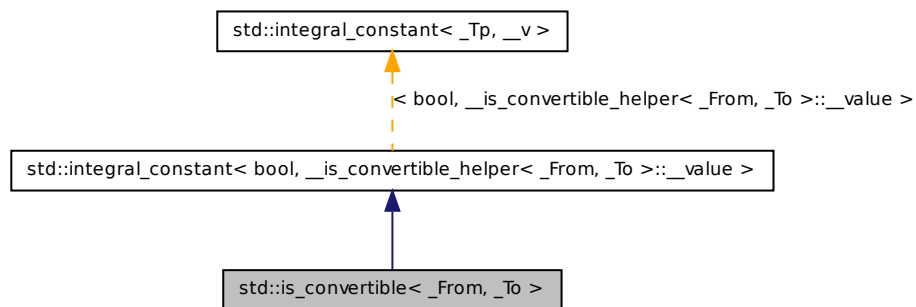 std::integral_constant< _Tp, __v >
< bool, __is_convertible_helper< _From, _To >::__value >
std::integral_constant< bool, __is_convertible_helper< _From, _To >::__value >
std::is_convertible< _From, _To >